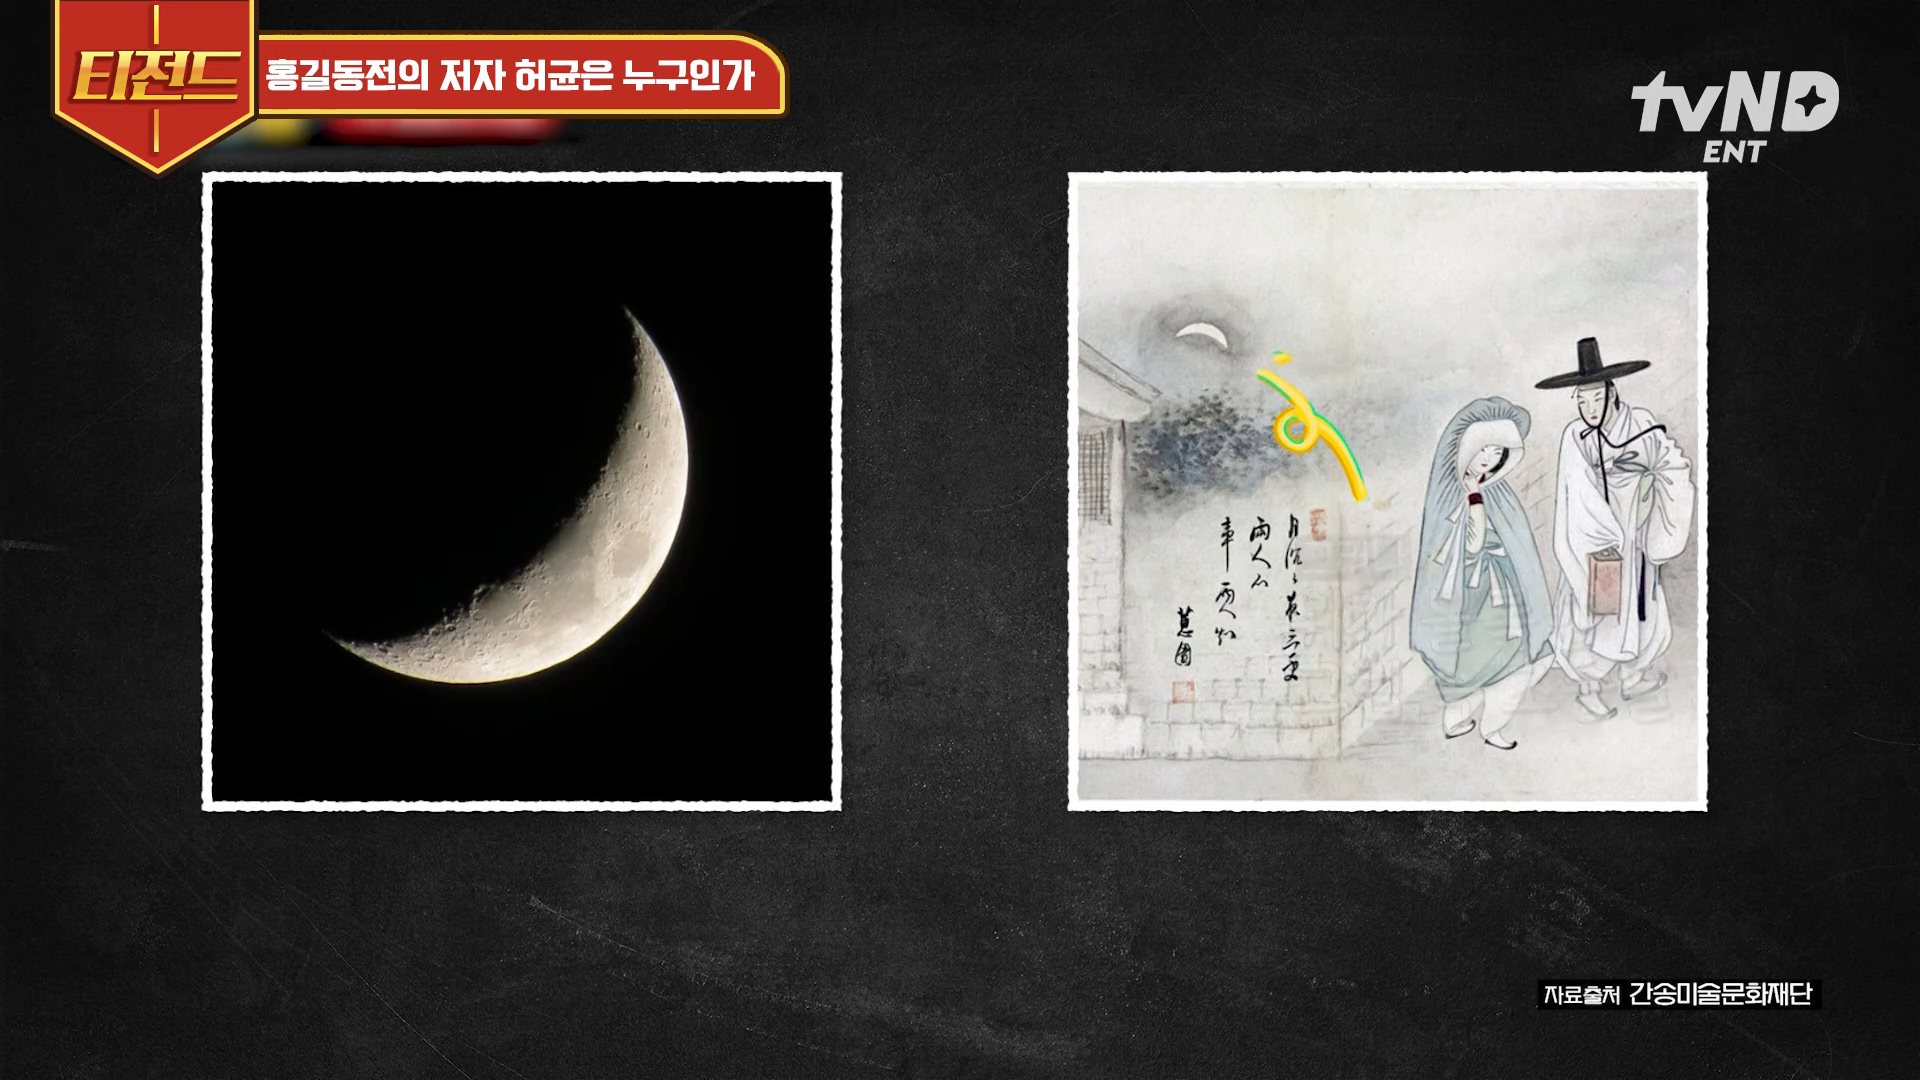 티전드
홍길동전의 저자 허균은 누구인가
tvND
ENT
月沉〻夜三更
兩人心
事兩人知
蕙園
자료출처 간송미술문화재단